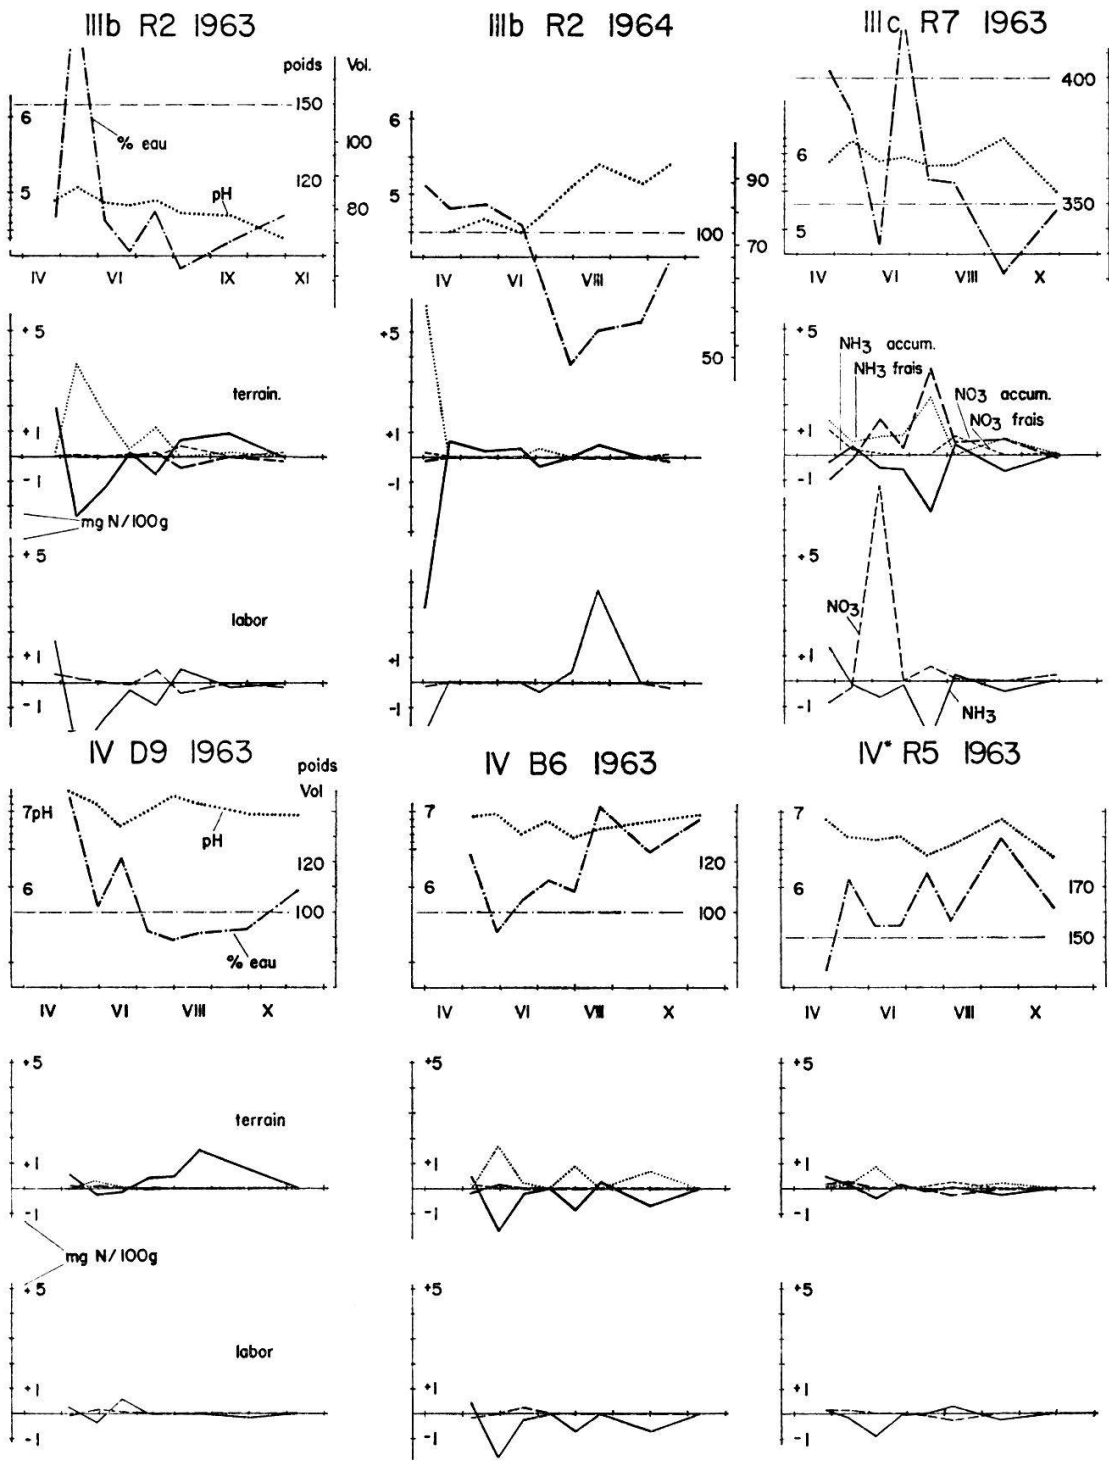 IIIb R2 1963
IIIb R2 1964
IIIc R7 1963
poids
Vol.
6
5
150
120
100
80
% eau
pH
IV
VI
IX
XI
6
5
100
90
70
50
IV
VI
VIII
6
5
400
350
IV
VI
VIII
X
+5
+1
-1
terrain.
mg N/100g
+5
+1
-1
labor
+5
+1
-1
+1
-1
+5
+1
-1
NH3 accum.
NH3 frais
NO3 accum.
NO3 frais
+5
+1
-1
NO3
NH3
IV D9 1963
IV B6 1963
IV* R5 1963
poids
Vol
7pH
6
120
100
pH
% eau
IV
VI
VIII
X
7
6
120
100
IV
VI
VIII
X
7
6
170
150
IV
VI
VIII
X
+5
+1
-1
terrain
+5
+1
-1
+5
+1
-1
mg N/100g
+5
+1
-1
labor
+5
+1
-1
+5
+1
-1